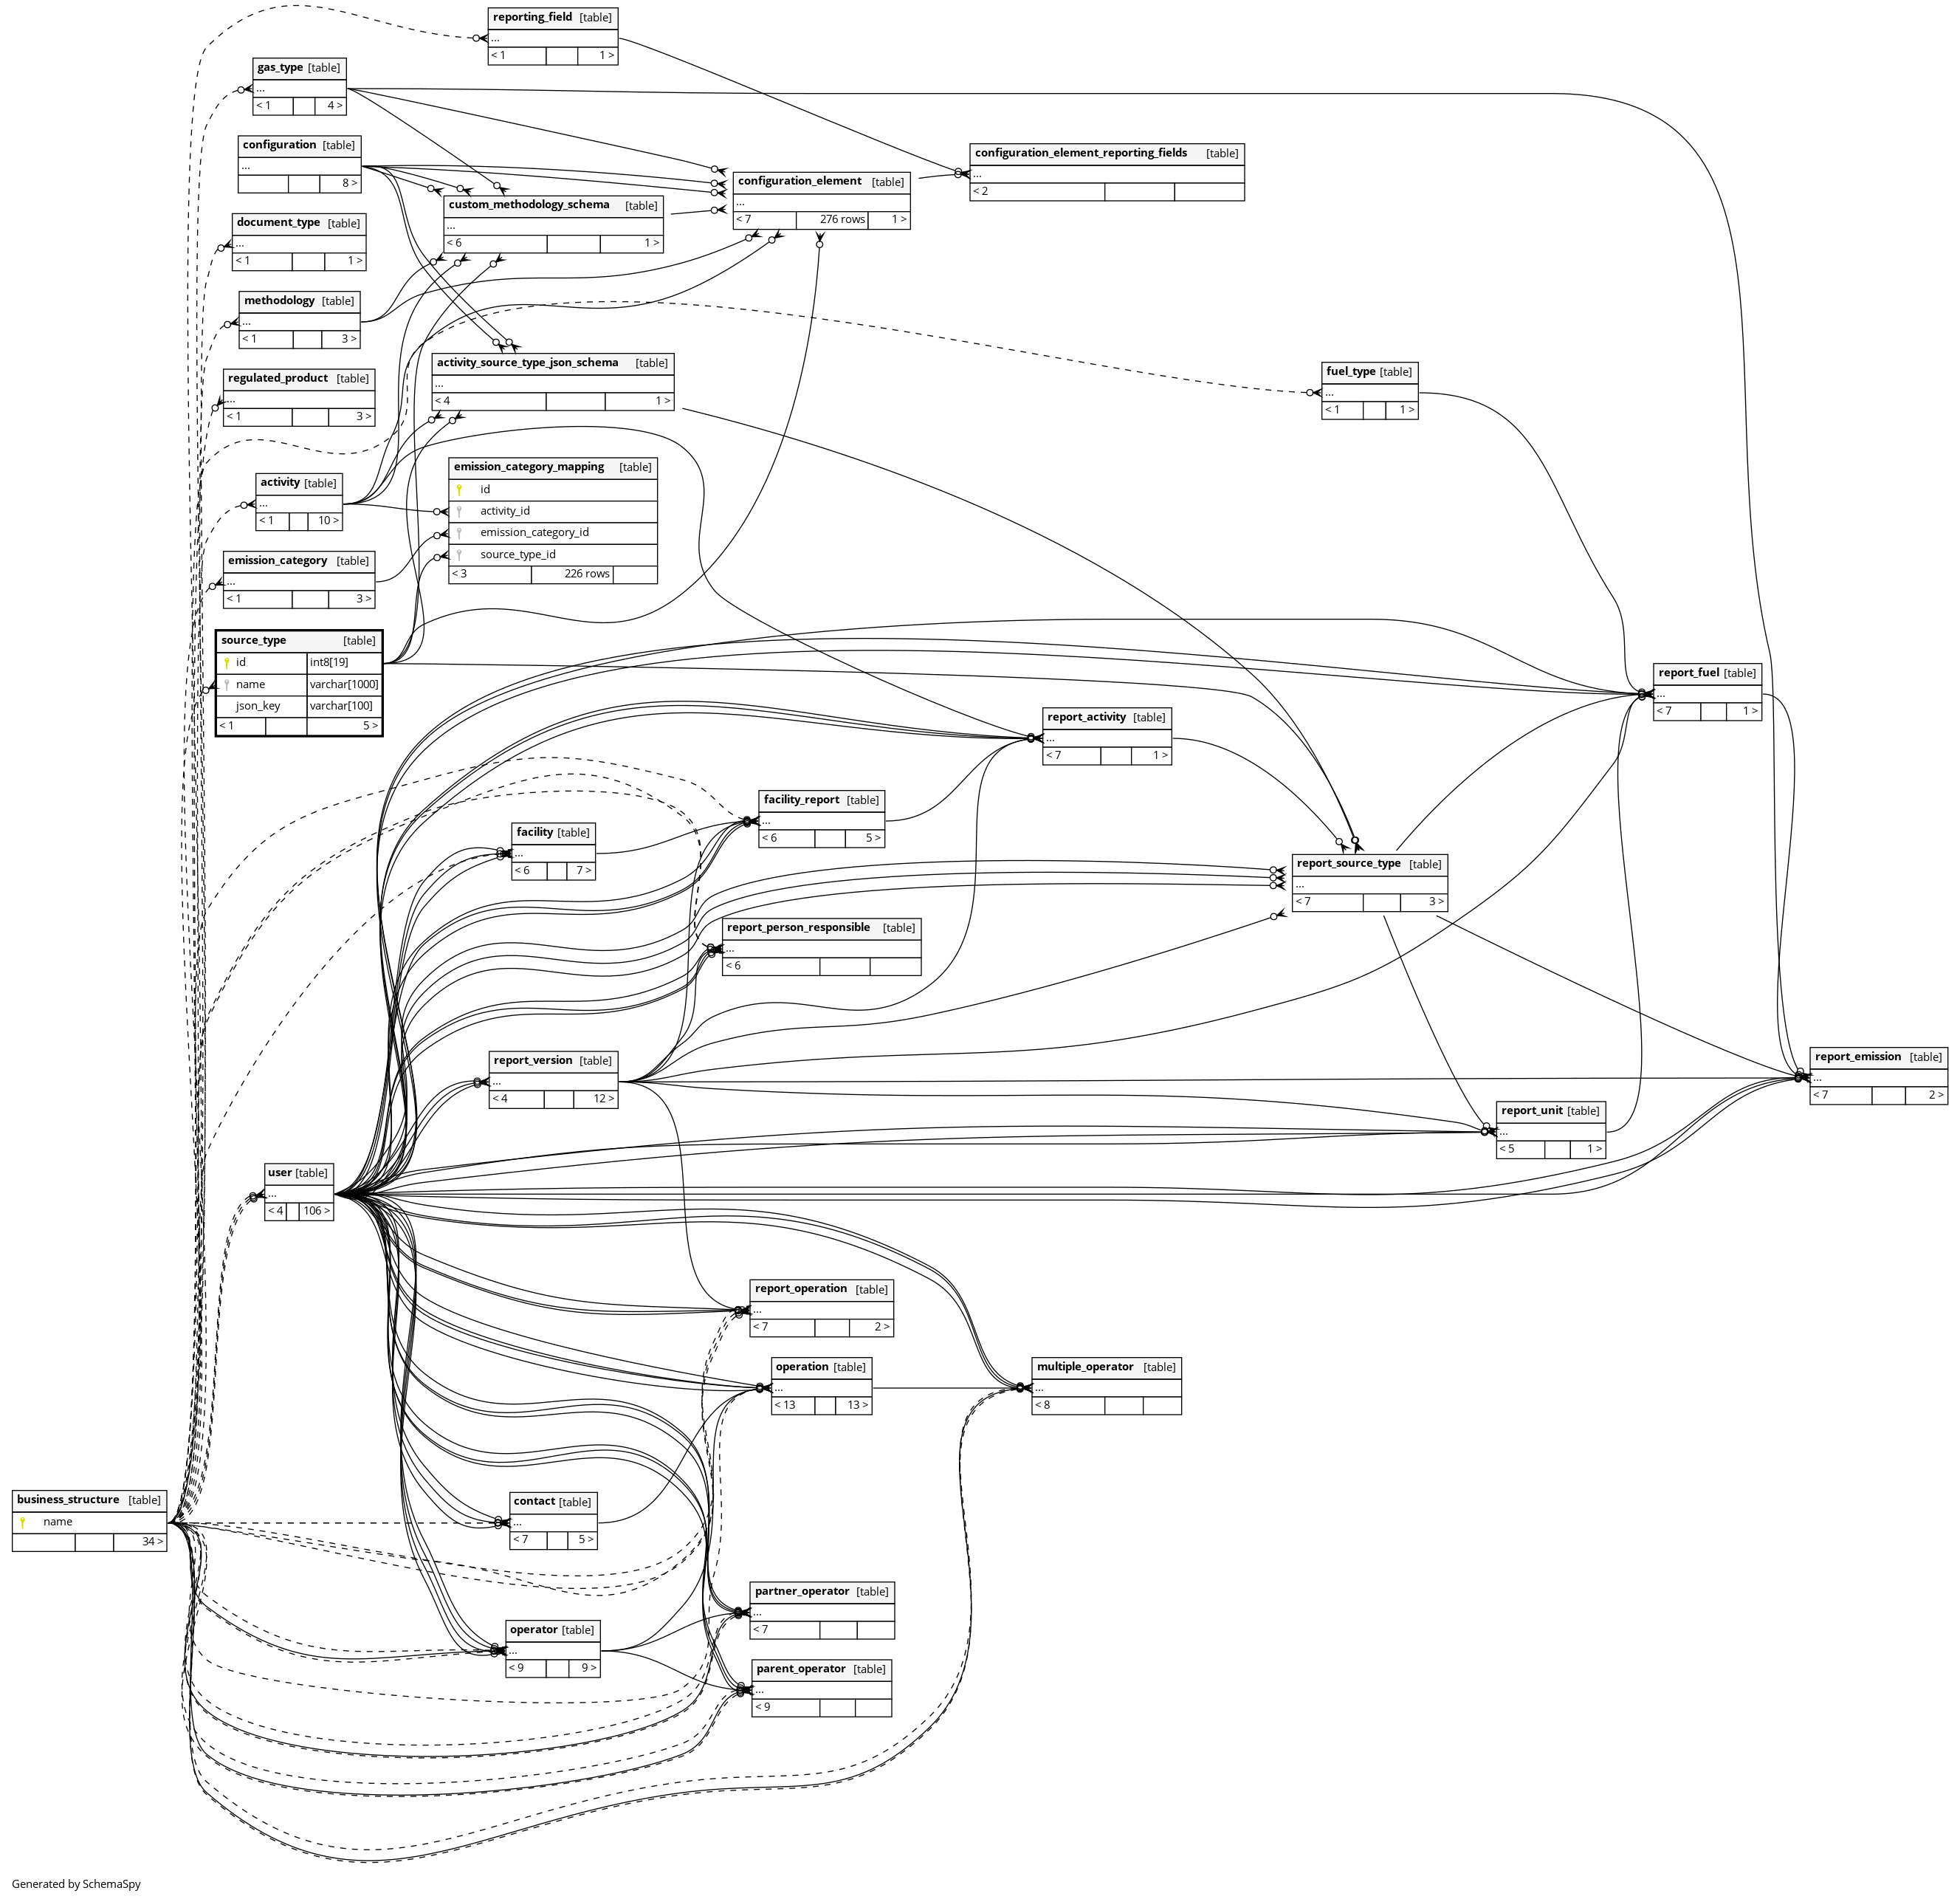 reporting_field [table]
...
< 1 1 >
gas_type [table]
...
< 1 4 >
configuration [table]
...
8 >
configuration_element_reporting_fields [table]
...
< 2
configuration_element [table]
...
< 7 276 rows 1 >
custom_methodology_schema [table]
...
< 6 1 >
document_type [table]
...
< 1 1 >
methodology [table]
...
< 1 3 >
activity_source_type_json_schema [table]
...
< 4 1 >
fuel_type [table]
...
< 1 1 >
regulated_product [table]
...
< 1 3 >
activity [table]
...
< 1 10 >
emission_category_mapping [table]
id
activity_id
emission_category_id
source_type_id
< 3 226 rows
emission_category [table]
...
< 1 3 >
source_type [table]
id int8[19]
name varchar[1000]
json_key varchar[100]
< 1 5 >
report_fuel [table]
...
< 7 1 >
report_activity [table]
...
< 7 1 >
facility_report [table]
...
< 6 5 >
facility [table]
...
< 6 7 >
report_source_type [table]
...
< 7 3 >
report_person_responsible [table]
...
< 6
report_version [table]
...
< 4 12 >
report_emission [table]
...
< 7 2 >
report_unit [table]
...
< 5 1 >
user [table]
...
< 4 106 >
report_operation [table]
...
< 7 2 >
operation [table]
...
< 13 13 >
multiple_operator [table]
...
< 8
business_structure [table]
name
34 >
contact [table]
...
< 7 5 >
partner_operator [table]
...
< 7
operator [table]
...
< 9 9 >
parent_operator [table]
...
< 9
Generated by SchemaSpy